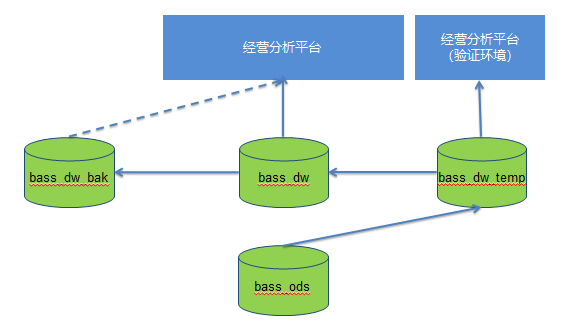 经营分析平台
经营分析平台
（验证环境）
bass_dw_bak
bass_dw
bass_dw_temp
bass_ods